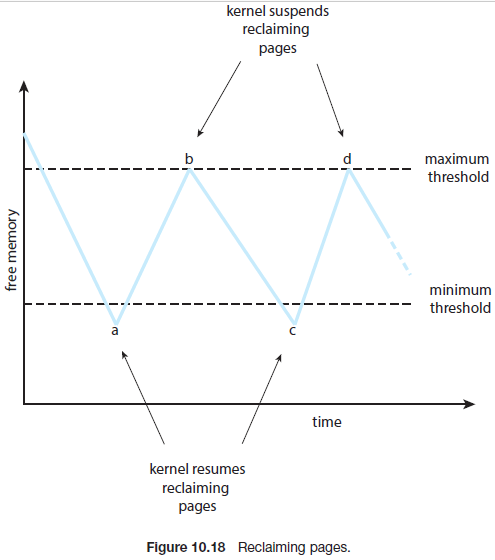 kernel suspends
reclaiming
pages
b
d
maximum
threshold
free memory
minimum
threshold
a
c
time
kernel resumes
reclaiming
pages
Figure 10.18 Reclaiming pages.